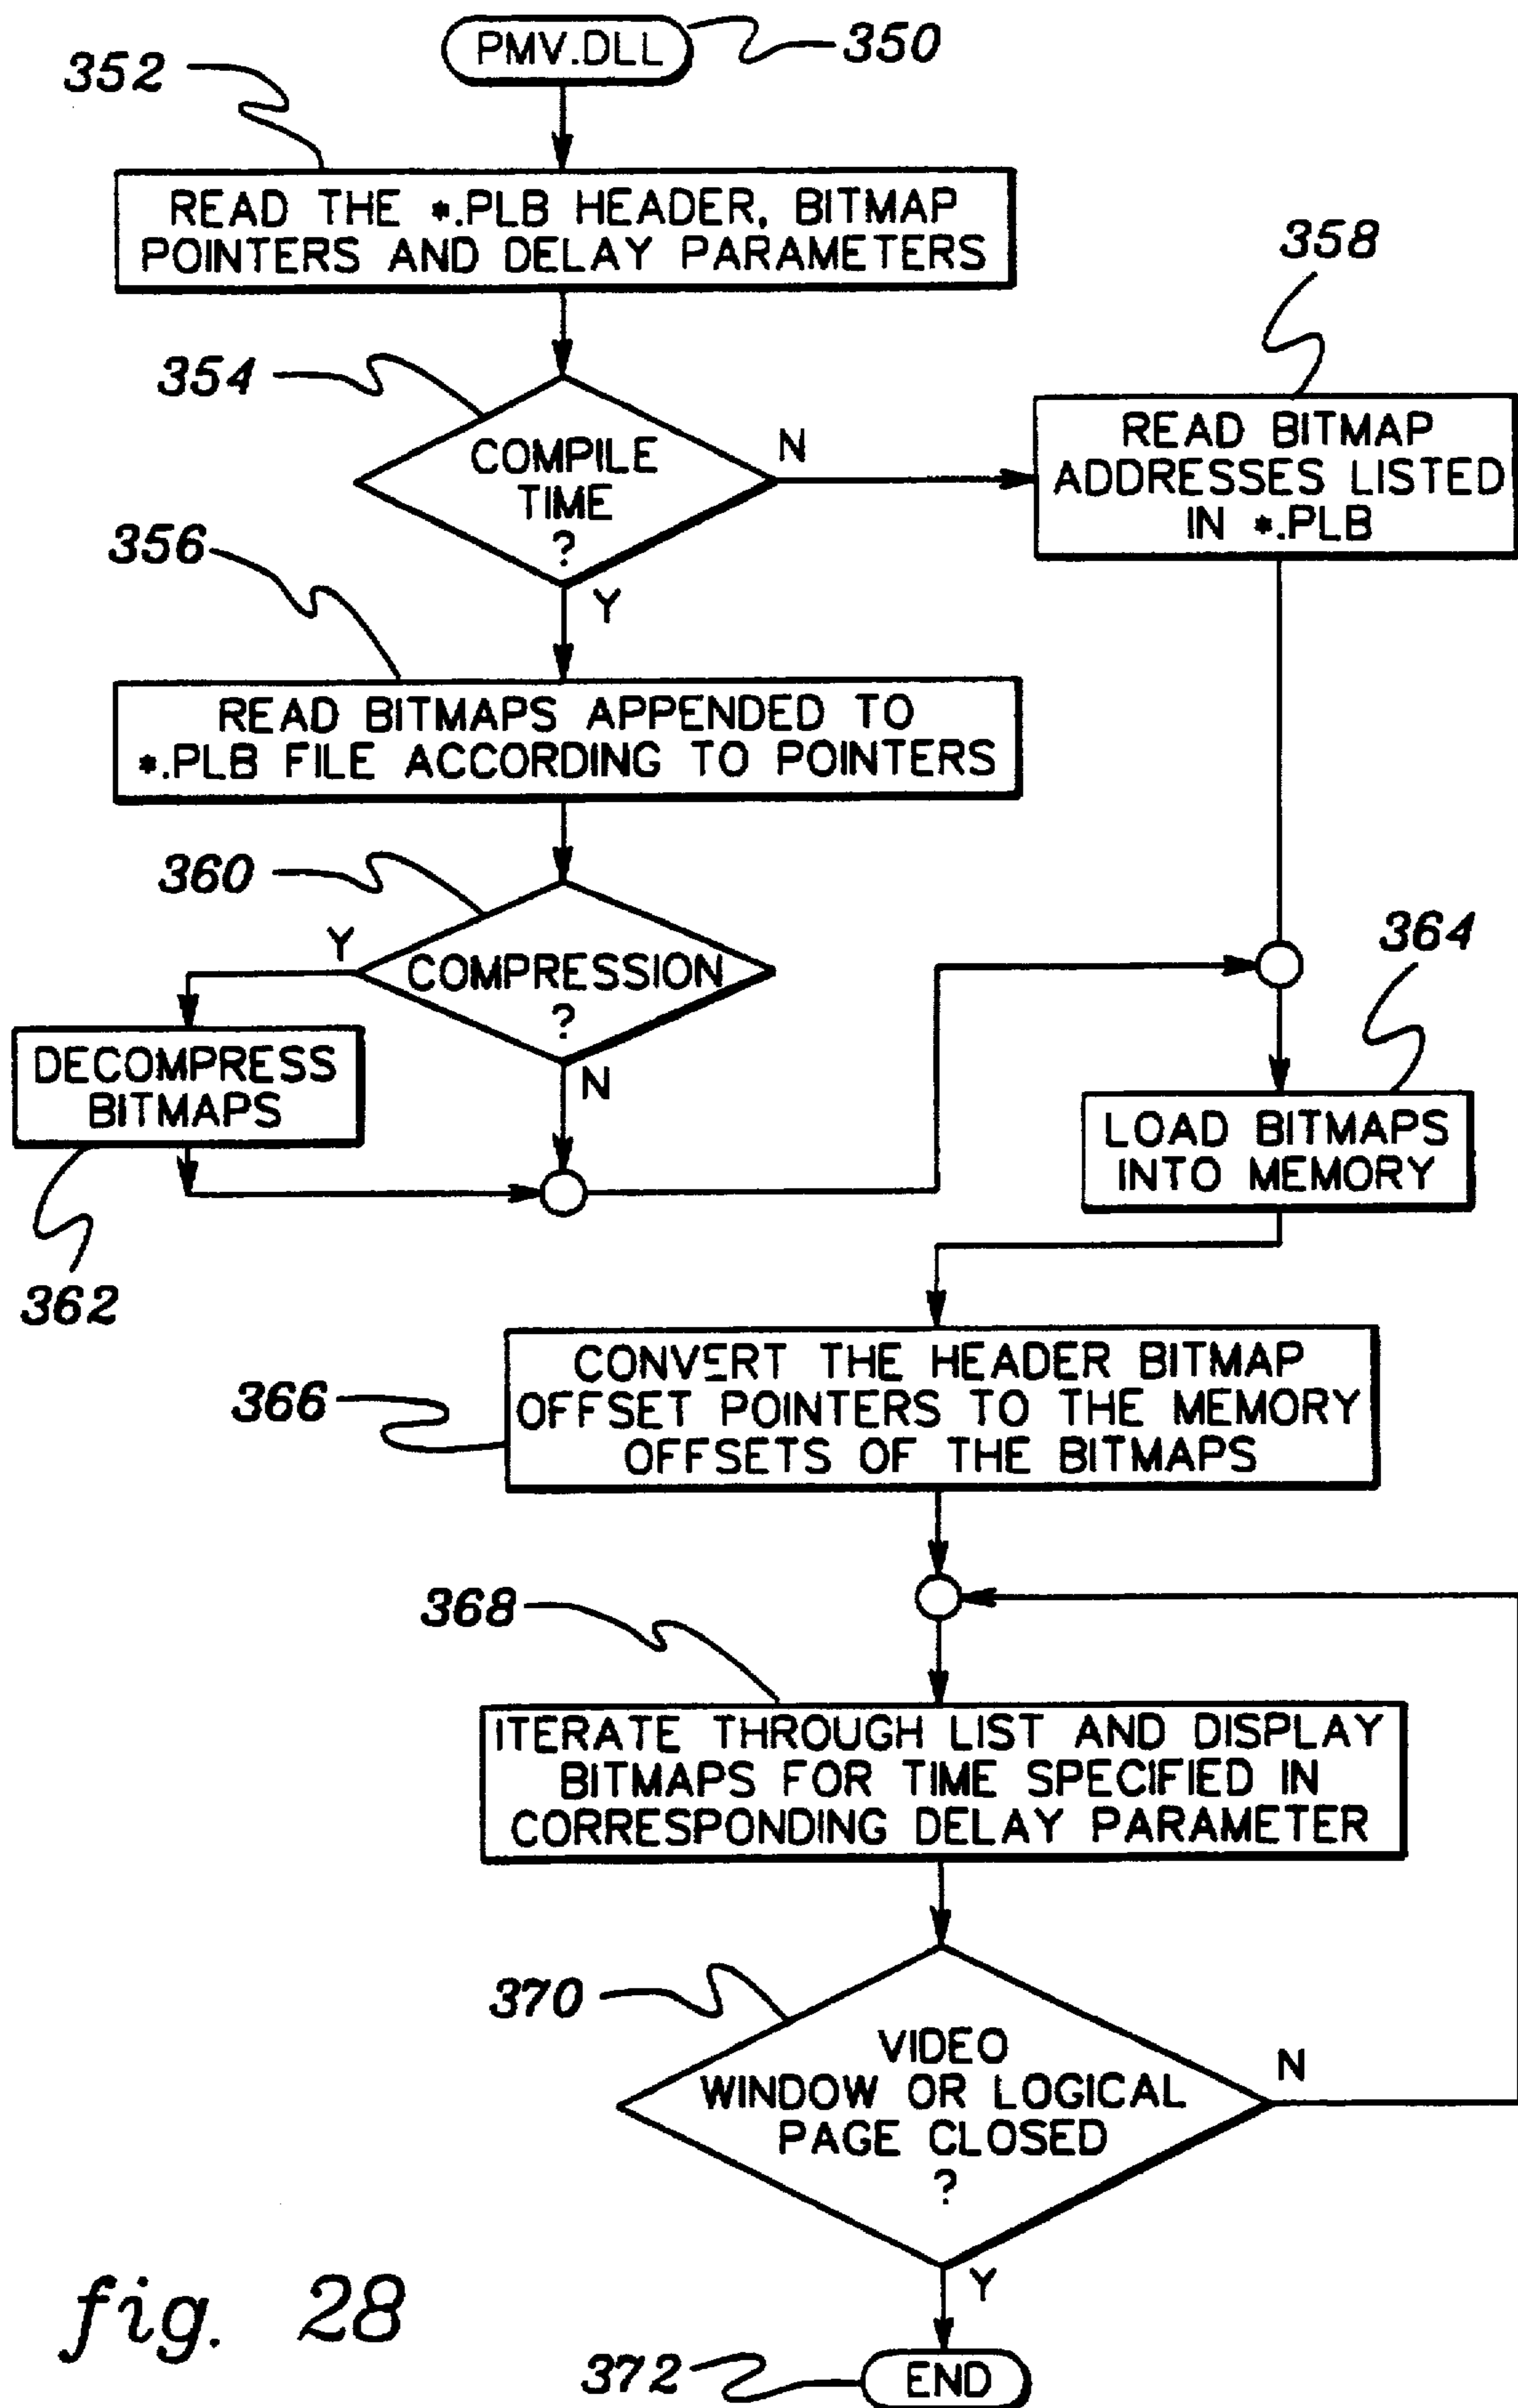 PMV.DLL
350
352
READ THE *.PLB HEADER, BITMAP
POINTERS AND DELAY PARAMETERS
354
COMPILE
TIME
?
N
Y
358
READ BITMAP
ADDRESSES LISTED
IN *.PLB
356
READ BITMAPS APPENDED TO
*.PLB FILE ACCORDING TO POINTERS
360
COMPRESSION
?
Y
N
DECOMPRESS
BITMAPS
362
364
LOAD BITMAPS
INTO MEMORY
366
CONVERT THE HEADER BITMAP
OFFSET POINTERS TO THE MEMORY
OFFSETS OF THE BITMAPS
368
ITERATE THROUGH LIST AND DISPLAY
BITMAPS FOR TIME SPECIFIED IN
CORRESPONDING DELAY PARAMETER
370
VIDEO
WINDOW OR LOGICAL
PAGE CLOSED
?
N
Y
372
END
fig. 28